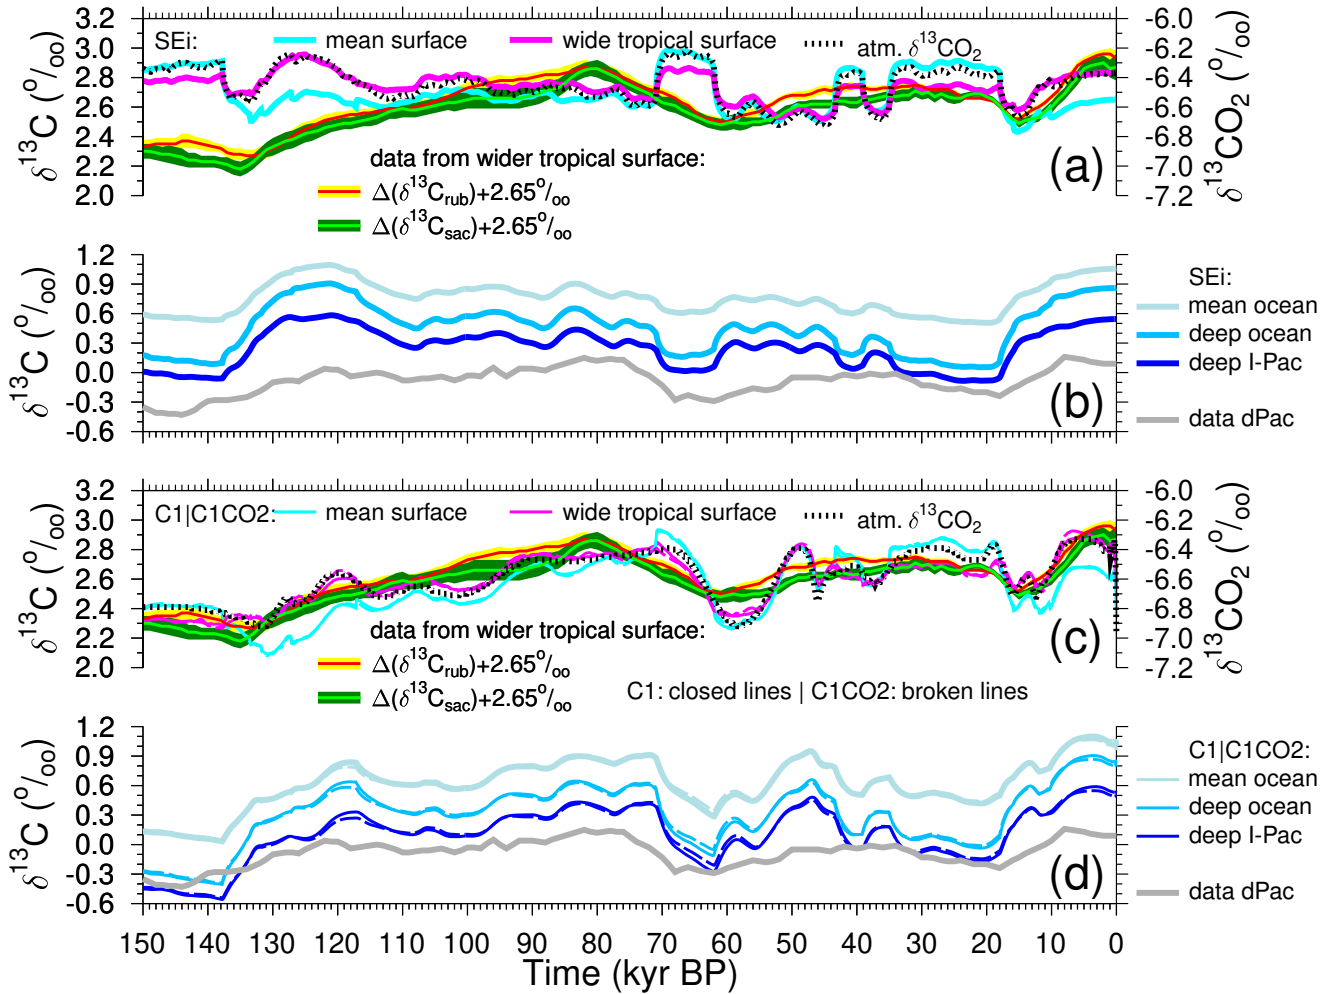 SEi: mean surface wide tropical surface atm. δ¹³CO₂
3.2
3.0
2.8
2.6
2.4
2.2
2.0
δ¹³C (°/oo)
-6.0
-6.2
-6.4
-6.6
-6.8
-7.0
-7.2
δ¹³CO₂ (°/oo)
data from wider tropical surface:
Δ(δ¹³C_rub)+2.65°/oo
Δ(δ¹³C_sac)+2.65°/oo
(a)
1.2
0.9
0.6
0.3
0.0
-0.3
-0.6
δ¹³C (°/oo)
(b)
SEi:
mean ocean
deep ocean
deep I-Pac
data dPac
C1|C1CO2: mean surface wide tropical surface atm. δ¹³CO₂
3.2
3.0
2.8
2.6
2.4
2.2
2.0
δ¹³C (°/oo)
-6.0
-6.2
-6.4
-6.6
-6.8
-7.0
-7.2
δ¹³CO₂ (°/oo)
data from wider tropical surface:
Δ(δ¹³C_rub)+2.65°/oo
Δ(δ¹³C_sac)+2.65°/oo
C1: closed lines | C1CO2: broken lines
(c)
1.2
0.9
0.6
0.3
0.0
-0.3
-0.6
δ¹³C (°/oo)
(d)
C1|C1CO2:
mean ocean
deep ocean
deep I-Pac
data dPac
150 140 130 120 110 100 90 80 70 60 50 40 30 20 10 0
Time (kyr BP)